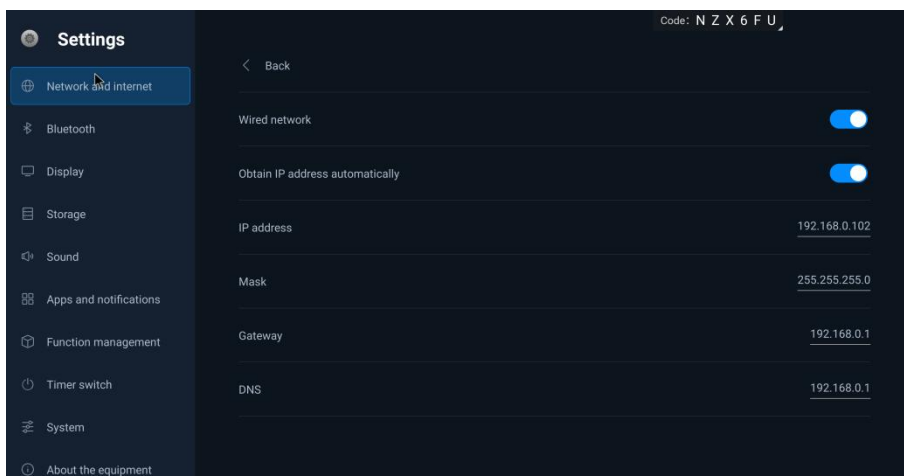 Code: N Z X 6 F U
Settings
Back
Network and internet
Wired network
Bluetooth
Obtain IP address automatically
Display
Storage
IP address 192.168.0.102
Sound
Mask 255.255.255.0
Apps and notifications
Gateway 192.168.0.1
Function management
Timer switch
DNS 192.168.0.1
System
About the equipment